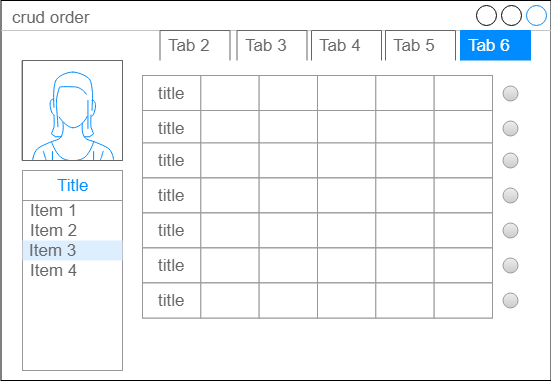 crud order
Tab 2 Tab 3 Tab 4 Tab 5 Tab 6
title
title
title
title
title
title
title
Title
Item 1
Item 2
Item 3
Item 4